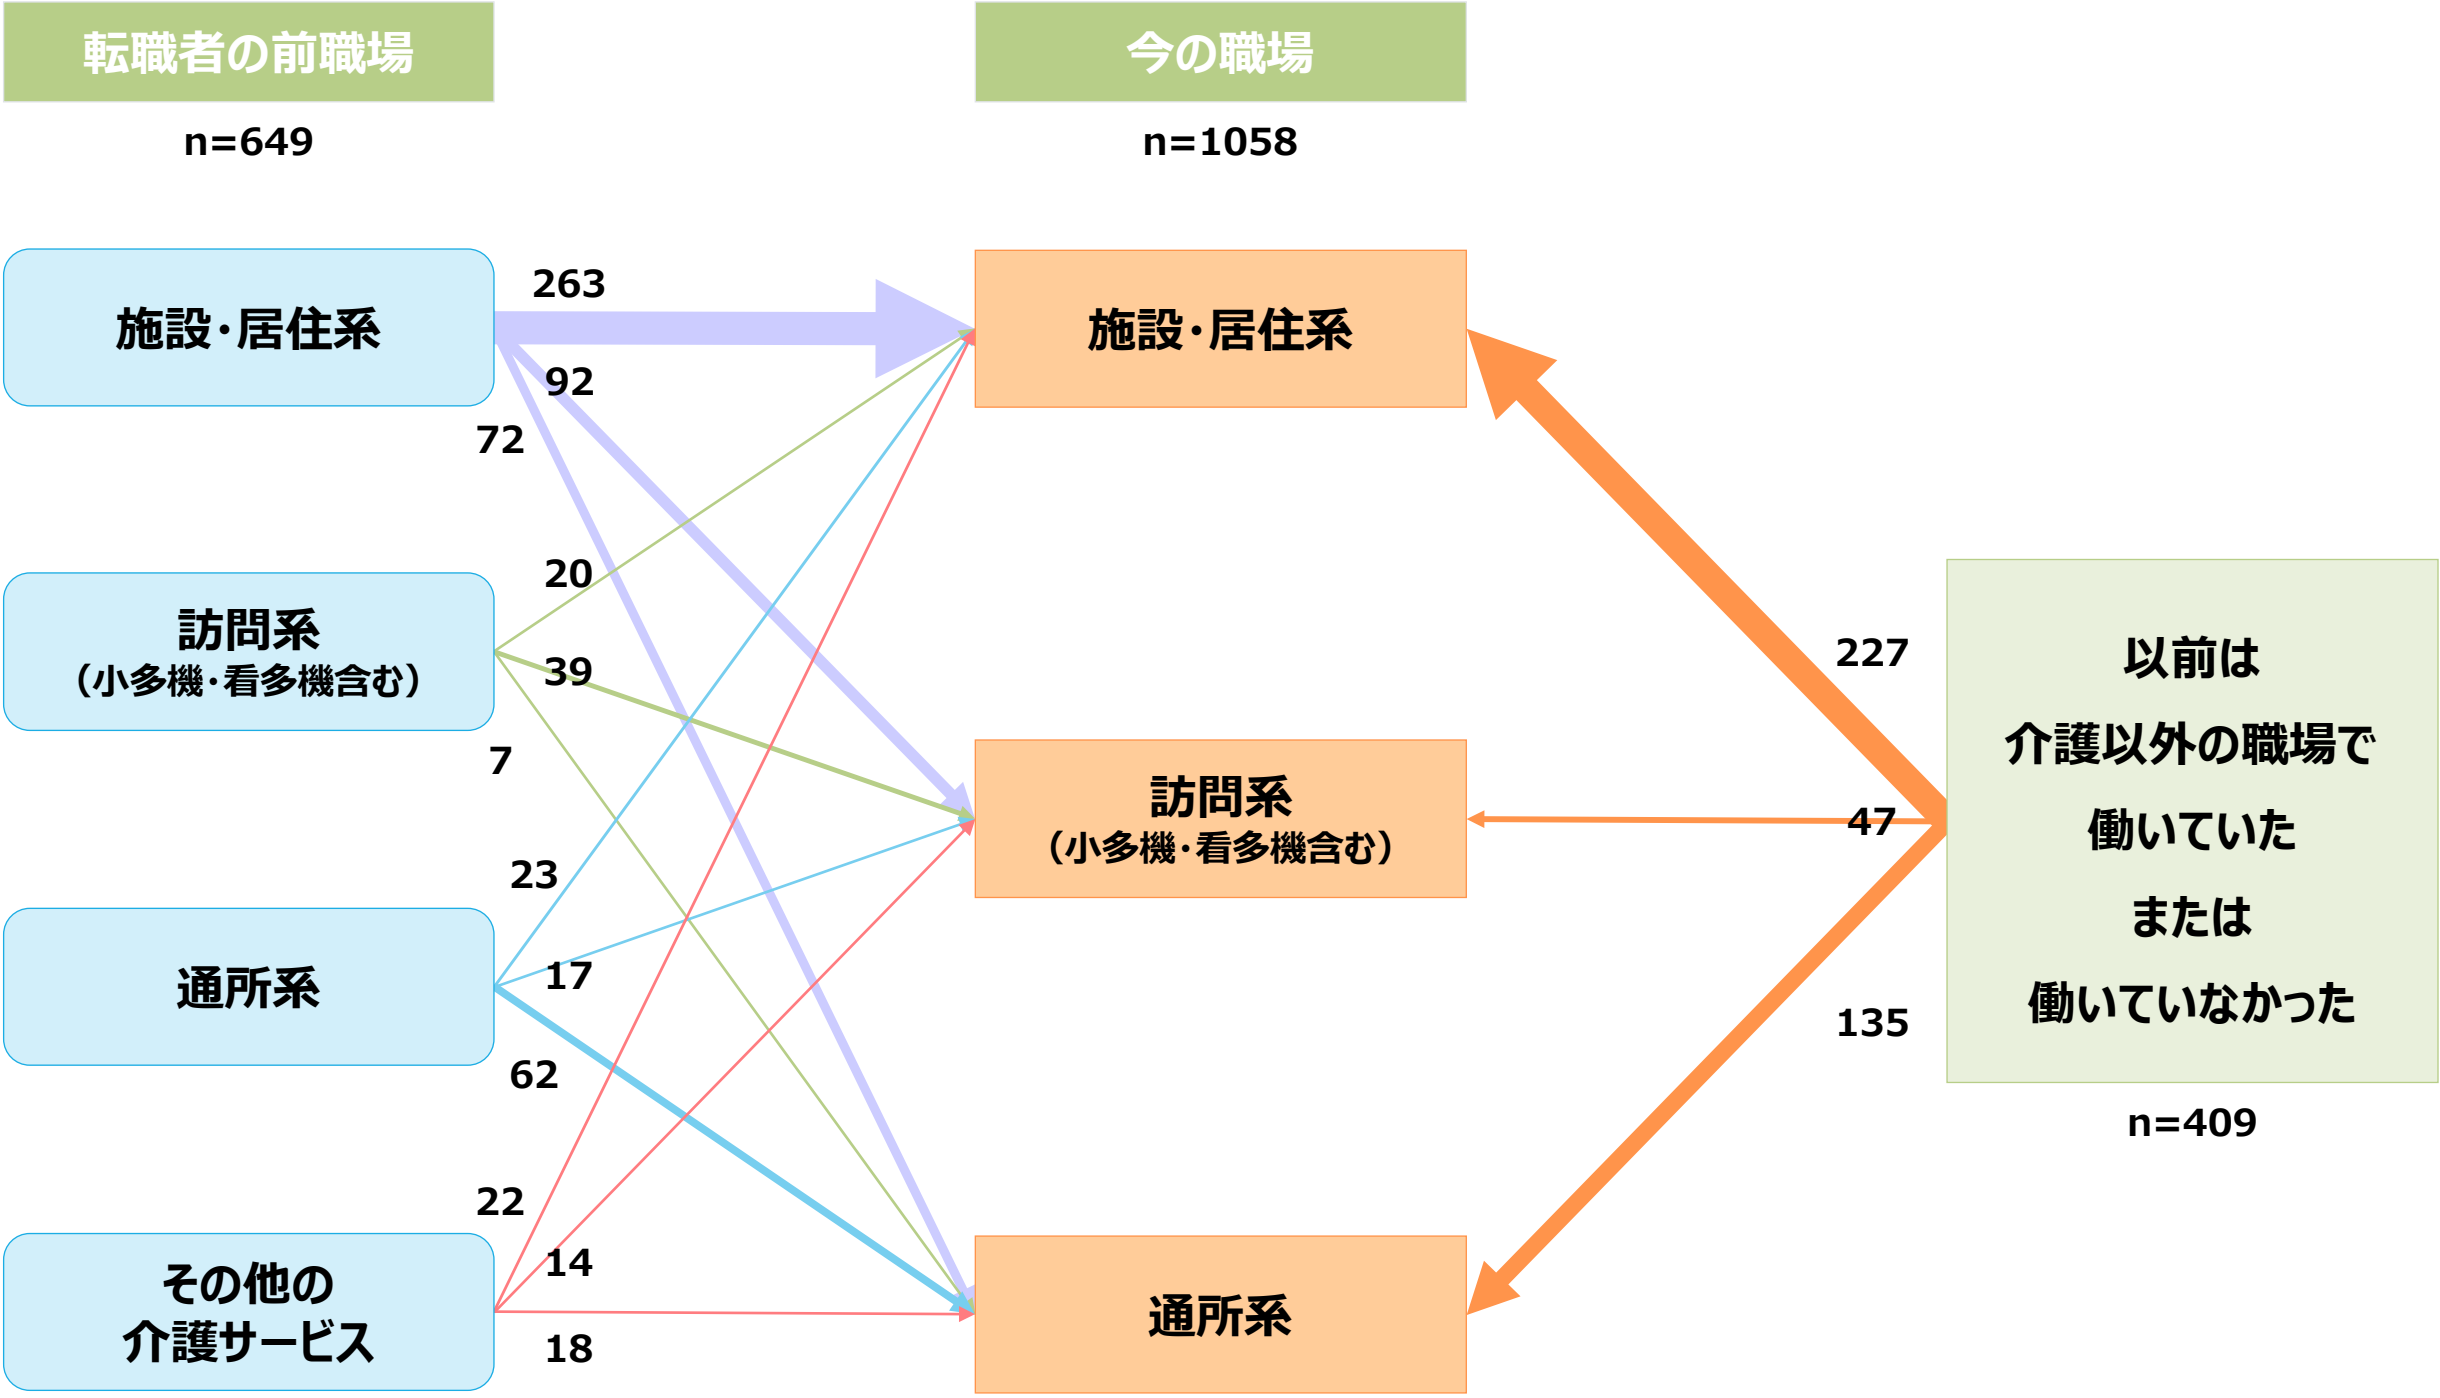 転職者の前職場
n=649
今の職場
n=1058
施設・居住系
263
92
72
訪問系
（小多機・看多機含む）
20
39
7
通所系
23
17
62
その他の
介護サービス
22
14
18
施設・居住系
訪問系
（小多機・看多機含む）
通所系
227
47
135
以前は
介護以外の職場で
働いていた
または
働いていなかった
n=409